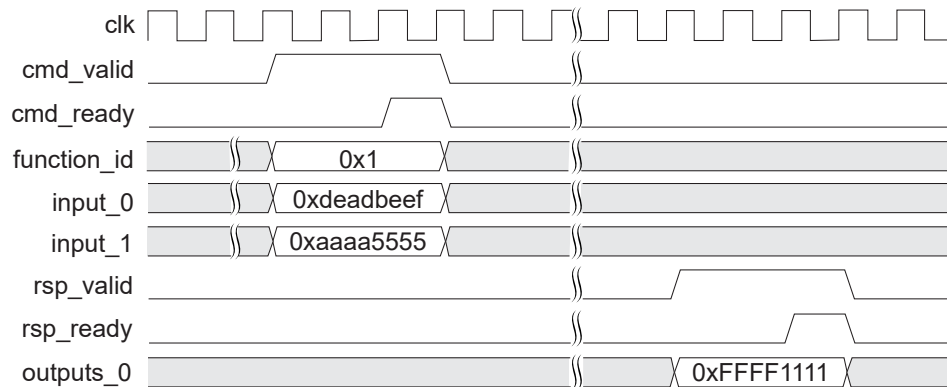 clk
cmd_valid
cmd_ready
function_id 0x1
input_0 0xdeadbeef
input_1 0xaaaa5555
rsp_valid
rsp_ready
outputs_0 0xFFFF1111